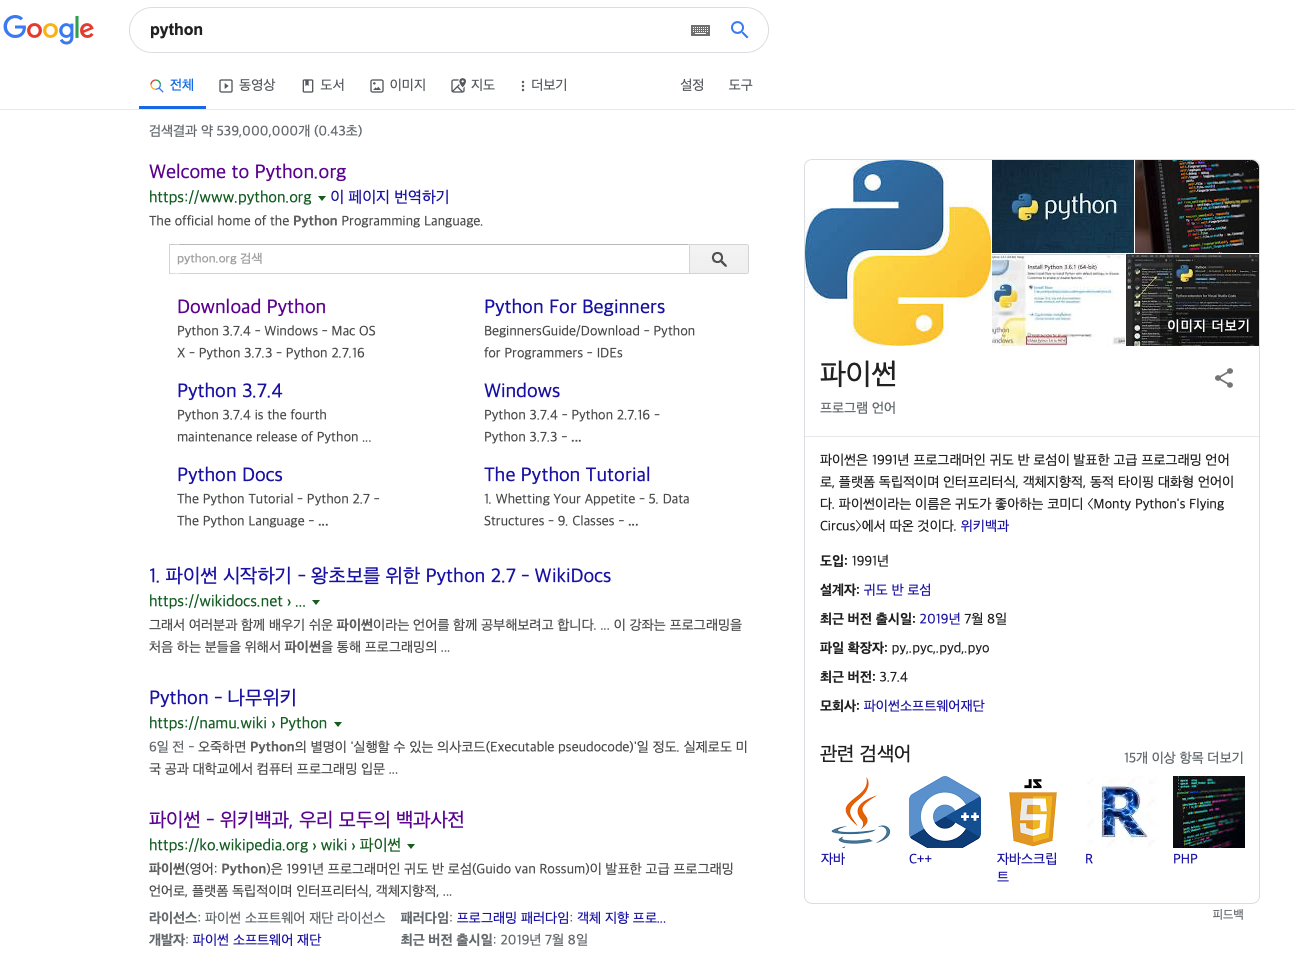 Google
python
전체
동영상
도서
이미지
지도
더보기
설정
도구
검색결과 약 539,000,000개 (0.43초)
Welcome to Python.org
https://www.python.org 이 페이지 번역하기
The official home of the Python Programming Language.
python.org 검색
Download Python
Python 3.7.4 - Windows - Mac OS
X - Python 3.7.3 - Python 2.7.16
Python For Beginners
BeginnersGuide/Download - Python
for Programmers - IDEs
Python 3.7.4
Python 3.7.4 is the fourth
maintenance release of Python ...
Windows
Python 3.7.4 - Python 2.7.16 -
Python 3.7.3 - ...
Python Docs
The Python Tutorial - Python 2.7 -
The Python Language - ...
The Python Tutorial
1. Whetting Your Appetite - 5. Data
Structures - 9. Classes - ...
1. 파이썬 시작하기 - 왕초보를 위한 Python 2.7 - WikiDocs
https://wikidocs.net › ...
그래서 여러분과 함께 배우기 쉬운 파이썬이라는 언어를 함께 공부해보려고 합니다. ... 이 강좌는 프로그래밍을
처음 하는 분들을 위해서 파이썬을 통해 프로그래밍의 ...
Python - 나무위키
https://namu.wiki › Python
6일 전 - 오죽하면 Python의 별명이 '실행할 수 있는 의사코드(Executable pseudocode)'일 정도. 실제로도 미
국 공과 대학교에서 컴퓨터 프로그래밍 입문 ...
파이썬 - 위키백과, 우리 모두의 백과사전
https://ko.wikipedia.org › wiki › 파이썬
파이썬(영어: Python)은 1991년 프로그래머인 귀도 반 로섬(Guido van Rossum)이 발표한 고급 프로그래밍
언어로, 플랫폼 독립적이며 인터프리터식, 객체지향적, ...
라이선스: 파이썬 소프트웨어 재단 라이선스
패러다임: 프로그래밍 패러다임: 객체 지향 프로...
개발자: 파이썬 소프트웨어 재단
최근 버전 출시일: 2019년 7월 8일
python
Install Python 3.6.1 (64-bit)
이미지 더보기
파이썬
프로그램 언어
파이썬은 1991년 프로그래머인 귀도 반 로섬이 발표한 고급 프로그래밍 언어
로, 플랫폼 독립적이며 인터프리터식, 객체지향적, 동적 타이핑 대화형 언어이
다. 파이썬이라는 이름은 귀도가 좋아하는 코미디 〈Monty Python's Flying
Circus〉에서 따온 것이다. 위키백과
도입: 1991년
설계자: 귀도 반 로섬
최근 버전 출시일: 2019년 7월 8일
파일 확장자: py,.pyc,.pyd,.pyo
최근 버전: 3.7.4
모회사: 파이썬소프트웨어재단
관련 검색어
15개 이상 항목 더보기
C++
JS
R
자바
C++
자바스크립
트
R
PHP
피드백